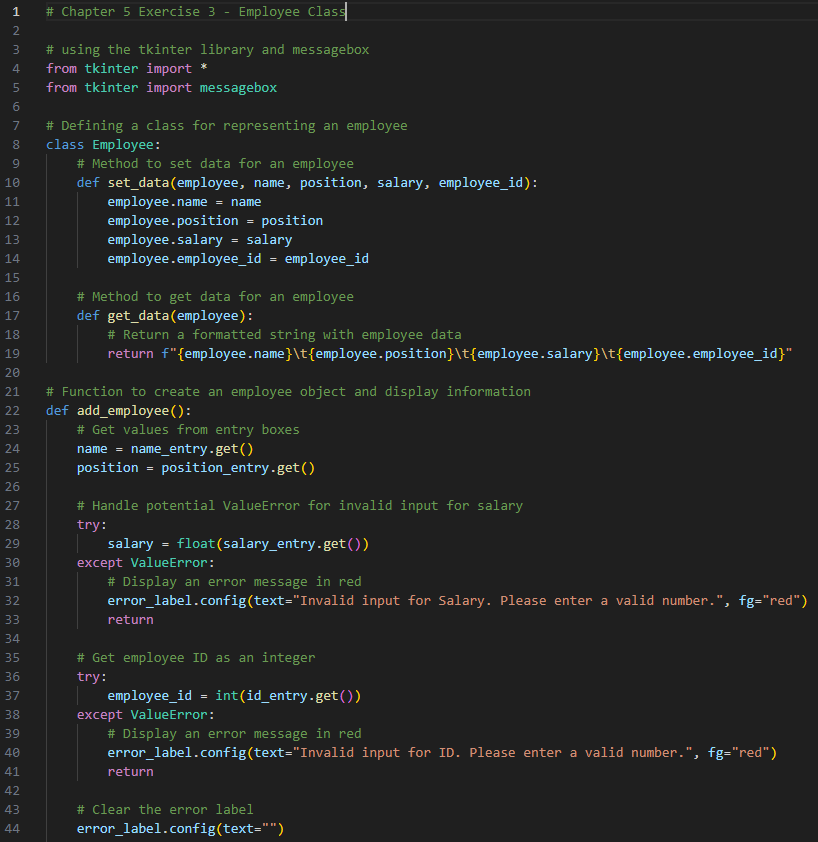 1 # Chapter 5 Exercise 3 - Employee Class
2
3 # using the tkinter library and messagebox
4 from tkinter import *
5 from tkinter import messagebox
6
7 # Defining a class for representing an employee
8 class Employee:
9     # Method to set data for an employee
10     def set_data(employee, name, position, salary, employee_id):
11         employee.name = name
12         employee.position = position
13         employee.salary = salary
14         employee.employee_id = employee_id
15
16     # Method to get data for an employee
17     def get_data(employee):
18         # Return a formatted string with employee data
19         return f"{employee.name}\t{employee.position}\t{employee.salary}\t{employee.employee_id}"
20
21 # Function to create an employee object and display information
22 def add_employee():
23     # Get values from entry boxes
24     name = name_entry.get()
25     position = position_entry.get()
26
27     # Handle potential ValueError for invalid input for salary
28     try:
29         salary = float(salary_entry.get())
30     except ValueError:
31         # Display an error message in red
32         error_label.config(text="Invalid input for Salary. Please enter a valid number.", fg="red")
33         return
34
35     # Get employee ID as an integer
36     try:
37         employee_id = int(id_entry.get())
38     except ValueError:
39         # Display an error message in red
40         error_label.config(text="Invalid input for ID. Please enter a valid number.", fg="red")
41         return
42
43     # Clear the error label
44     error_label.config(text="")